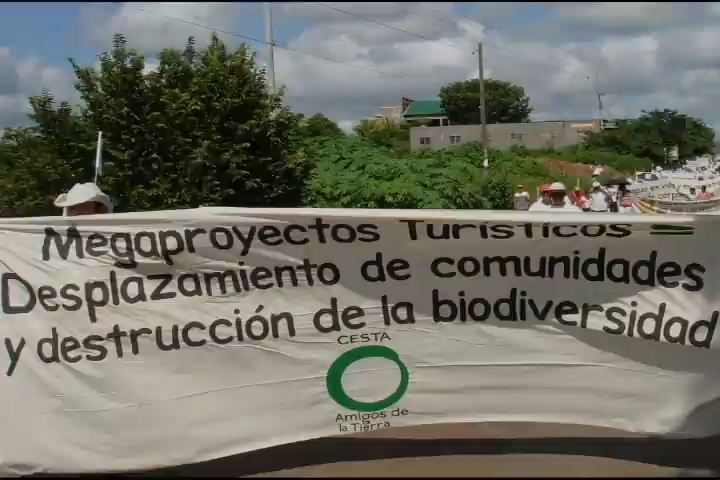 Megaproyectos Turísticos =
Desplazamiento de comunidades
y destrucción de la biodiversidad
CESTA
Amigos de
la Tierra